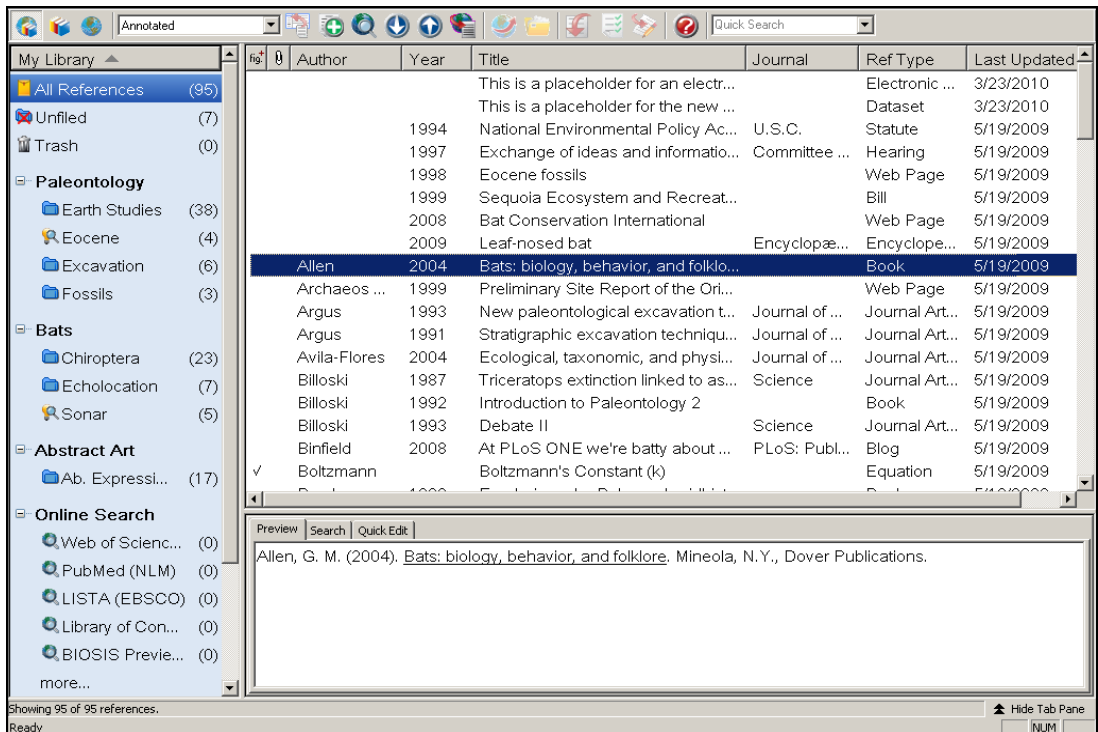 Annotated
Quick Search
My Library
All References (95)
Unfiled (7)
Trash (0)
Paleontology
Earth Studies (38)
Eocene (4)
Excavation (6)
Fossils (3)
Bats
Chiroptera (23)
Echolocation (7)
Sonar (5)
Abstract Art
Ab. Expressi... (17)
Online Search
Web of Scienc... (0)
PubMed (NLM) (0)
LISTA (EBSCO) (0)
Library of Con... (0)
BIOSIS Previe... (0)
more...
fig. Author Year Title Journal Ref Type Last Updated
This is a placeholder for an electr... Electronic ... 3/23/2010
This is a placeholder for the new ... Dataset 3/23/2010
1994 National Environmental Policy Ac... U.S.C. Statute 5/19/2009
1997 Exchange of ideas and informatio... Committee ... Hearing 5/19/2009
1998 Eocene fossils Web Page 5/19/2009
1999 Sequoia Ecosystem and Recreat... Bill 5/19/2009
2008 Bat Conservation International Web Page 5/19/2009
2009 Leaf-nosed bat Encyclopæ... Encyclope... 5/19/2009
Allen 2004 Bats: biology, behavior, and folklo... Book 5/19/2009
Archaeos ... 1999 Preliminary Site Report of the Ori... Web Page 5/19/2009
Argus 1993 New paleontological excavation t... Journal of ... Journal Art... 5/19/2009
Argus 1991 Stratigraphic excavation techniqu... Journal of ... Journal Art... 5/19/2009
Avila-Flores 2004 Ecological, taxonomic, and physi... Journal of ... Journal Art... 5/19/2009
Billoski 1987 Triceratops extinction linked to as... Science Journal Art... 5/19/2009
Billoski 1992 Introduction to Paleontology 2 Book 5/19/2009
Billoski 1993 Debate II Science Journal Art... 5/19/2009
Binfield 2008 At PLoS ONE we're batty about ... PLoS: Publ... Blog 5/19/2009
✓ Boltzmann Boltzmann's Constant (k) Equation 5/19/2009
Preview Search Quick Edit
Allen, G. M. (2004). Bats: biology, behavior, and folklore. Mineola, N.Y., Dover Publications.
Showing 95 of 95 references.
Hide Tab Pane
Ready
NUM